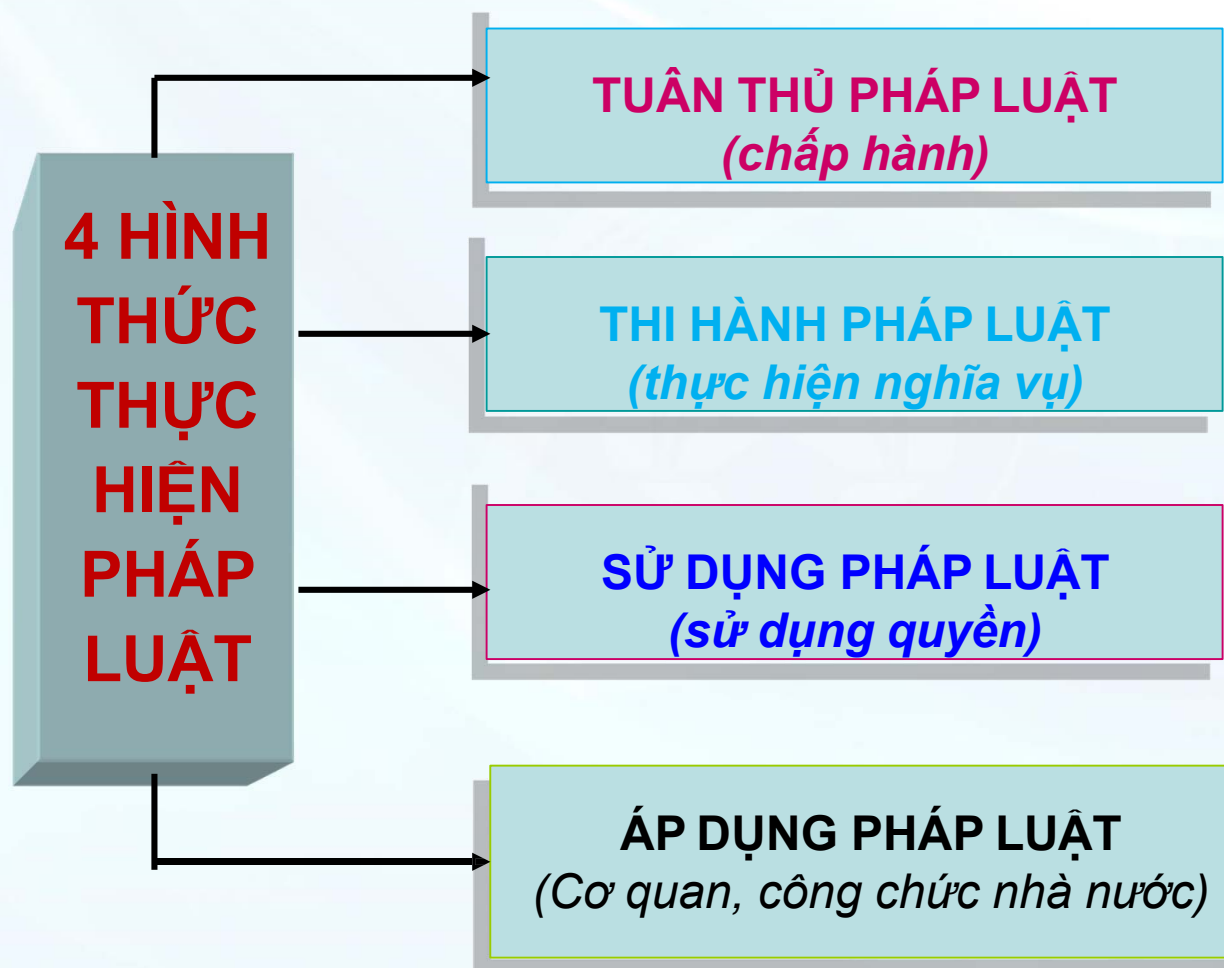 4 HÌNH
THỨC
THỰC
HIỆN
PHÁP
LUẬT
TUÂN THỦ PHÁP LUẬT
(chấp hành)
THI HÀNH PHÁP LUẬT
(thực hiện nghĩa vụ)
SỬ DỤNG PHÁP LUẬT
(sử dụng quyền)
ÁP DỤNG PHÁP LUẬT
(Cơ quan, công chức nhà nước)